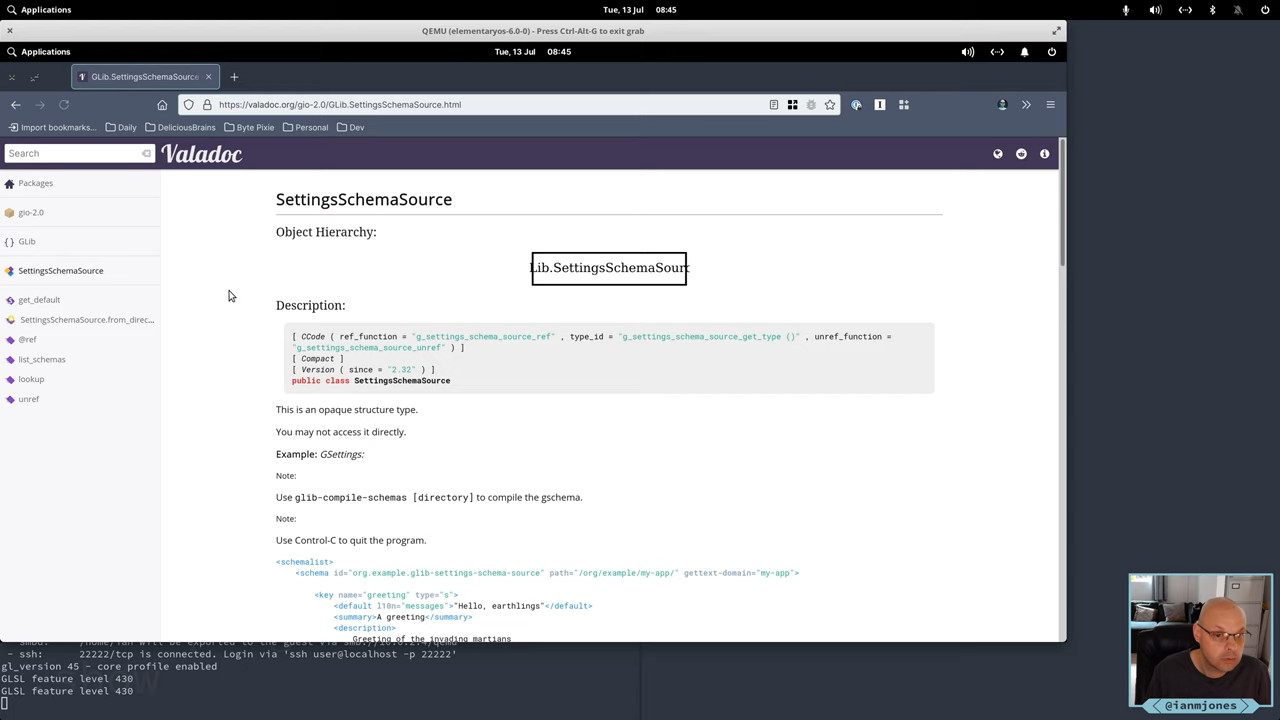 Applications
Tue, 13 Jul 08:45
QEMU (elementaryos-6.0-0) - Press Ctrl-Alt-G to exit grab
Applications
Tue, 13 Jul 08:45
GLib.SettingsSchemaSource
https://valadoc.org/gio-2.0/GLib.SettingsSchemaSource.html
Import bookmarks... Daily DeliciousBrains Byte Pixie Personal Dev
Search
Valadoc
Packages
gio-2.0
GLib
SettingsSchemaSource
get_default
SettingsSchemaSource.from_direc...
@ref
list_schemas
lookup
unref
SettingsSchemaSource
Object Hierarchy:
Lib.SettingsSchemaSour
Description:
[ CCode ( ref_function = "g_settings_schema_source_ref" , type_id = "g_settings_schema_source_get_type ()" , unref_function =
"g_settings_schema_source_unref" ) ]
[ Compact ]
[ Version ( since = "2.32" ) ]
public class SettingsSchemaSource
This is an opaque structure type.
You may not access it directly.
Example: GSettings:
Note:
Use glib-compile-schemas [directory] to compile the gschema.
Note:
Use Control-C to quit the program.
<schemalist>
<schema id="org.example.glib-settings-schema-source" path="/org/example/my-app/" gettext-domain="my-app">
<key name="greeting" type="s">
<default l10n="messages">"Hello, earthlings"</default>
<summary>A greeting</summary>
<description>
Greeting of the invading martians
- ssh: 22222/tcp is connected. Login via 'ssh user@localhost -p 22222'
gl_version 45 - core profile enabled
GLSL feature level 430
GLSL feature level 430
@ianmjones